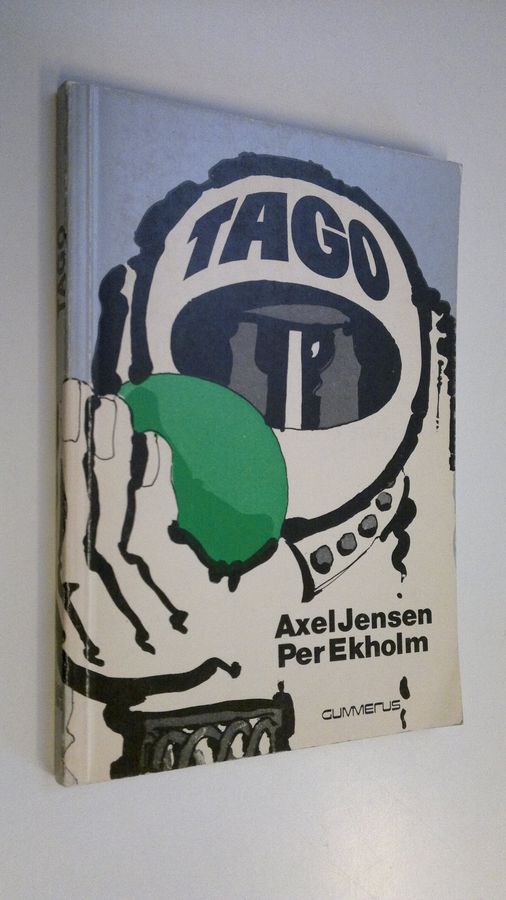 TAGO
TAGO
Axel Jensen
Per Ekholm
GUMMERUS